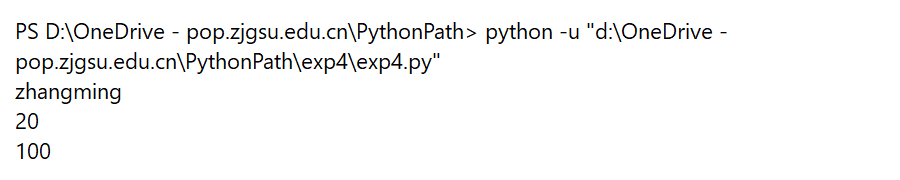 PS D:\OneDrive - pop.zjgsu.edu.cn\PythonPath> python -u "d:\OneDrive -
pop.zjgsu.edu.cn\PythonPath\exp4\exp4.py"
zhangming
20
100